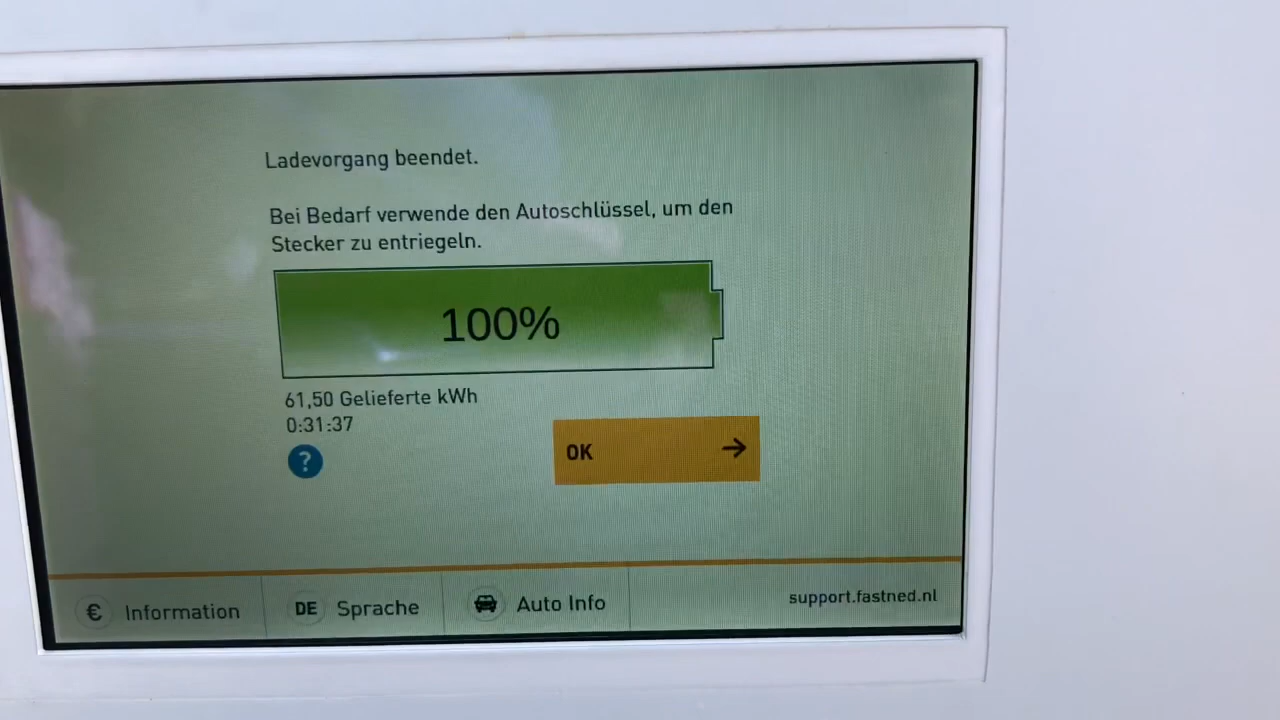 Ladevorgang beendet.
Bei Bedarf verwende den Autoschlüssel, um den
Stecker zu entriegeln.
100%
61,50 Gelieferte kWh
0:31:37
?
OK →
€ Information
DE Sprache
Auto Info
support.fastned.nl